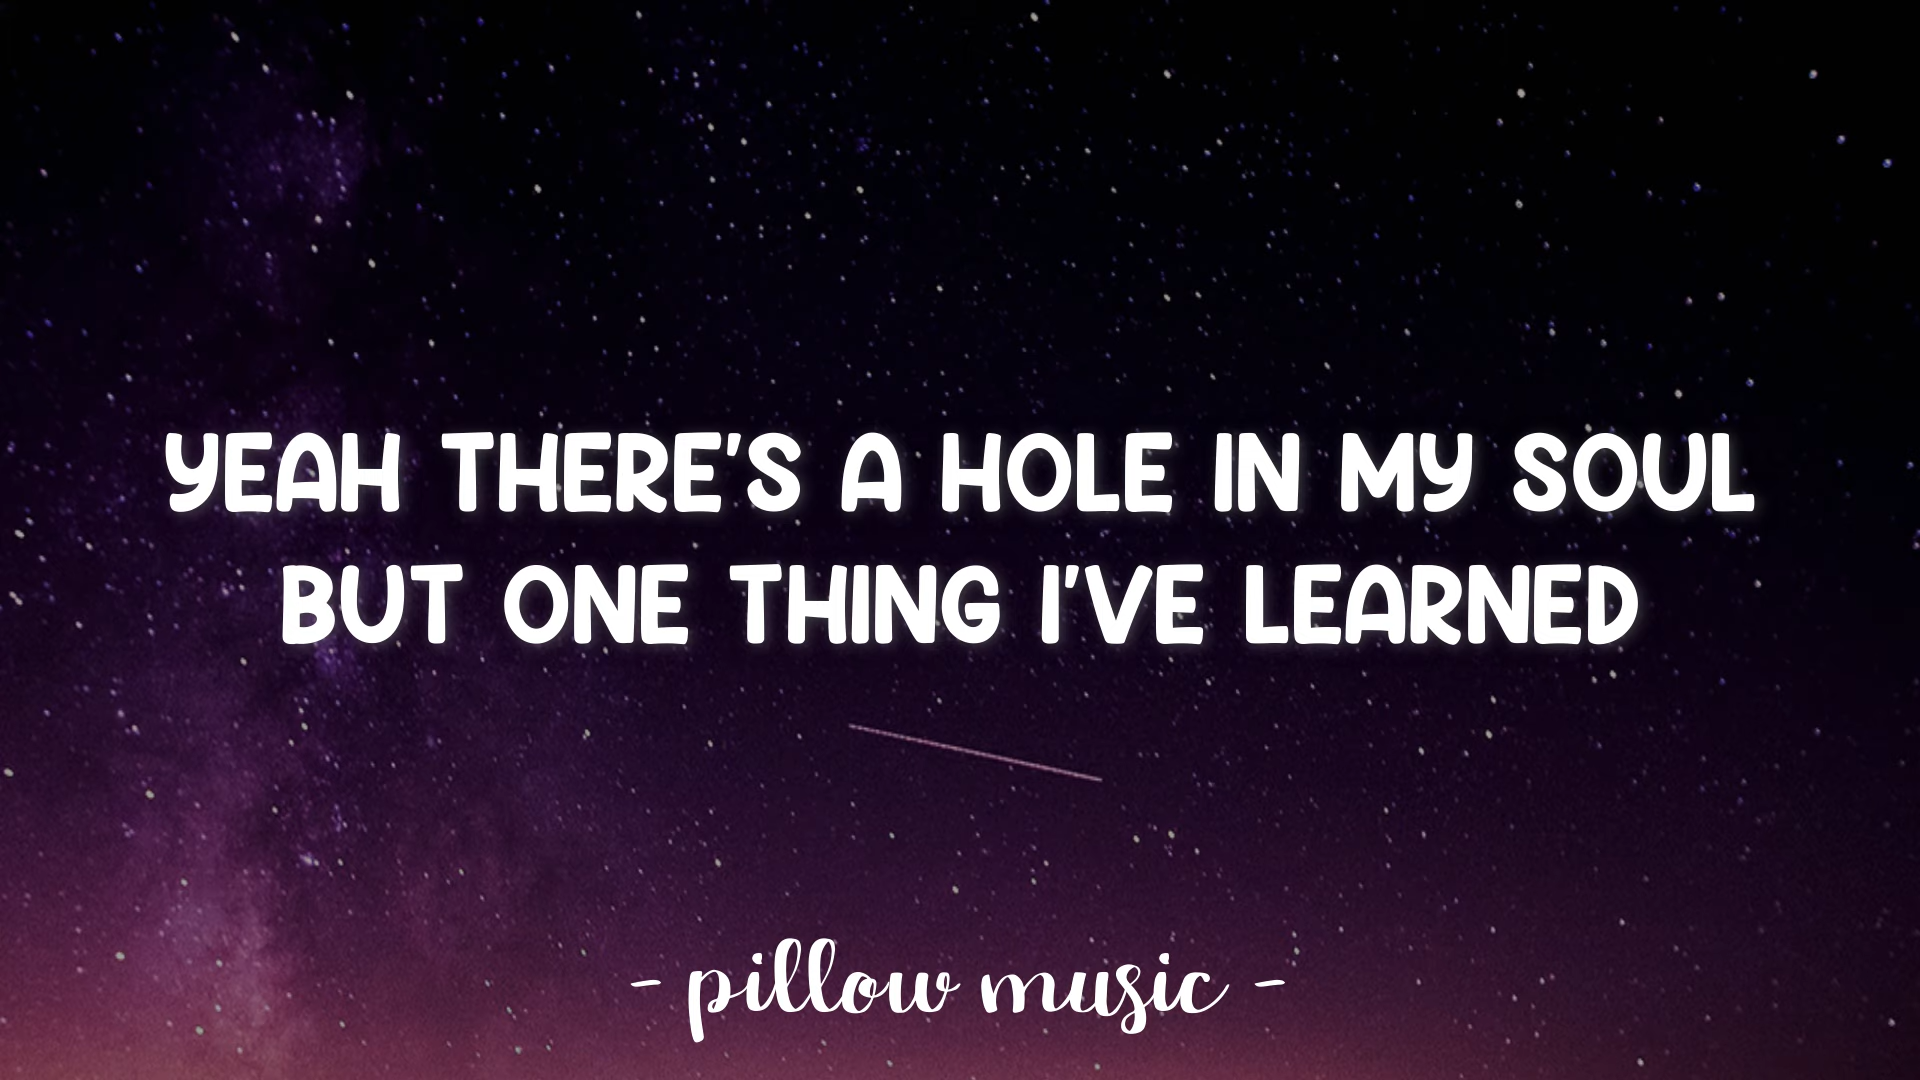 YEAH THERE'S A HOLE IN MY SOUL
BUT ONE THING I'VE LEARNED
- pillow music -